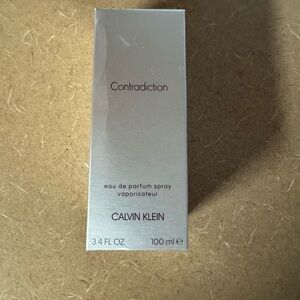 Contradiction
eau de parfum spray
vaporisateur
CALVIN KLEIN
3.4 FL OZ 100 ml ℮